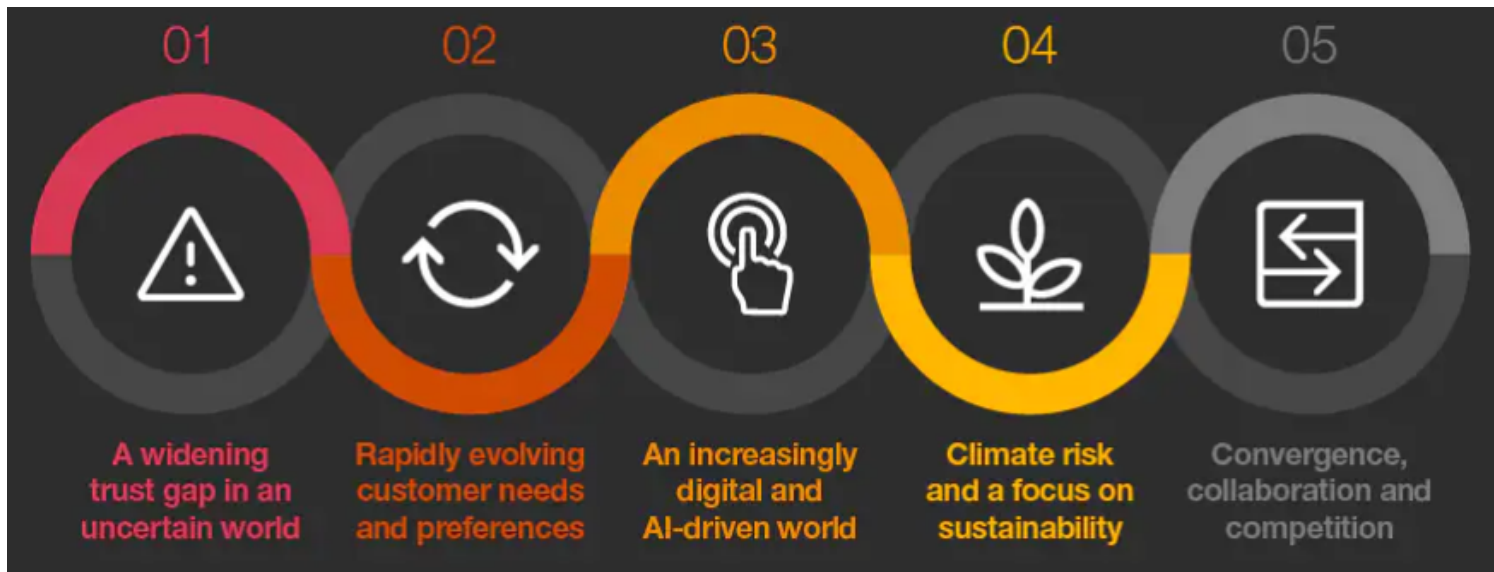 01
02
03
04
05
A widening
trust gap in an
uncertain world
Rapidly evolving
customer needs
and preferences
An increasingly
digital and
AI-driven world
Climate risk
and a focus on
sustainability
Convergence,
collaboration and
competition